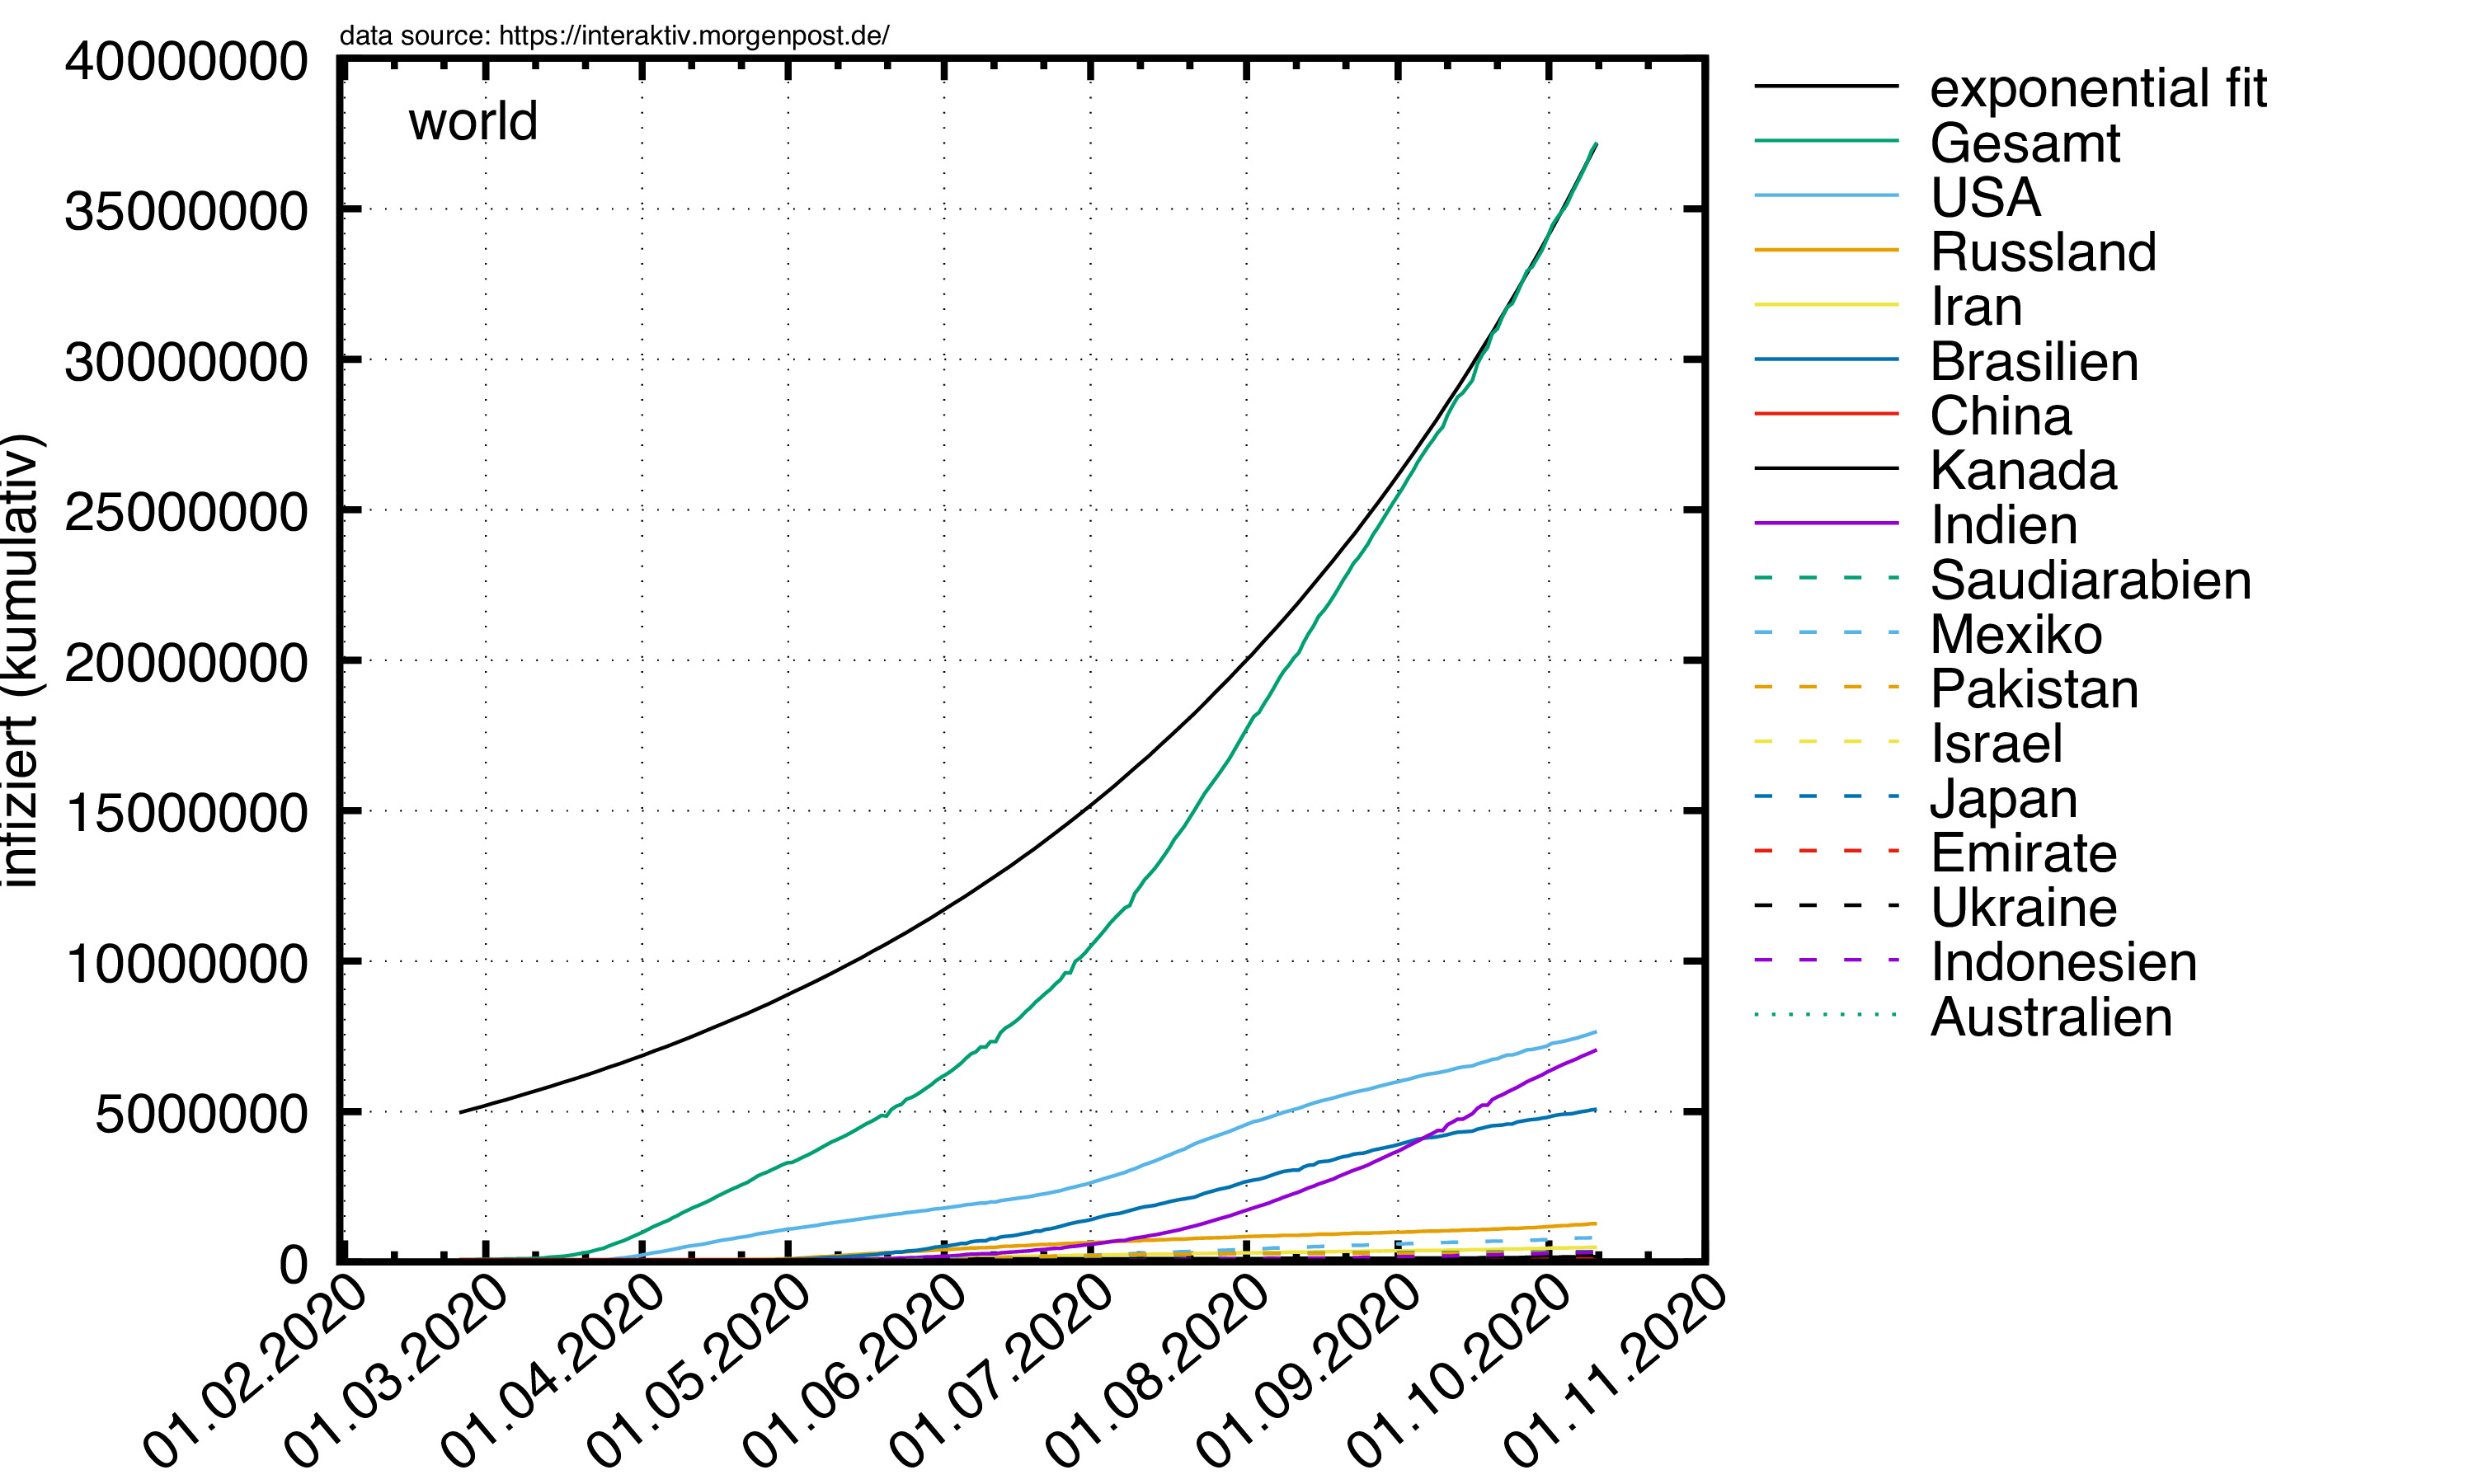 data source: https://interaktiv.morgenpost.de/
world
infiziert (kumulativ)
40000000
35000000
30000000
25000000
20000000
15000000
10000000
5000000
0
01.02.2020
01.03.2020
01.04.2020
01.05.2020
01.06.2020
01.07.2020
01.08.2020
01.09.2020
01.10.2020
01.11.2020
exponential fit
Gesamt
USA
Russland
Iran
Brasilien
China
Kanada
Indien
Saudiarabien
Mexiko
Pakistan
Israel
Japan
Emirate
Ukraine
Indonesien
Australien